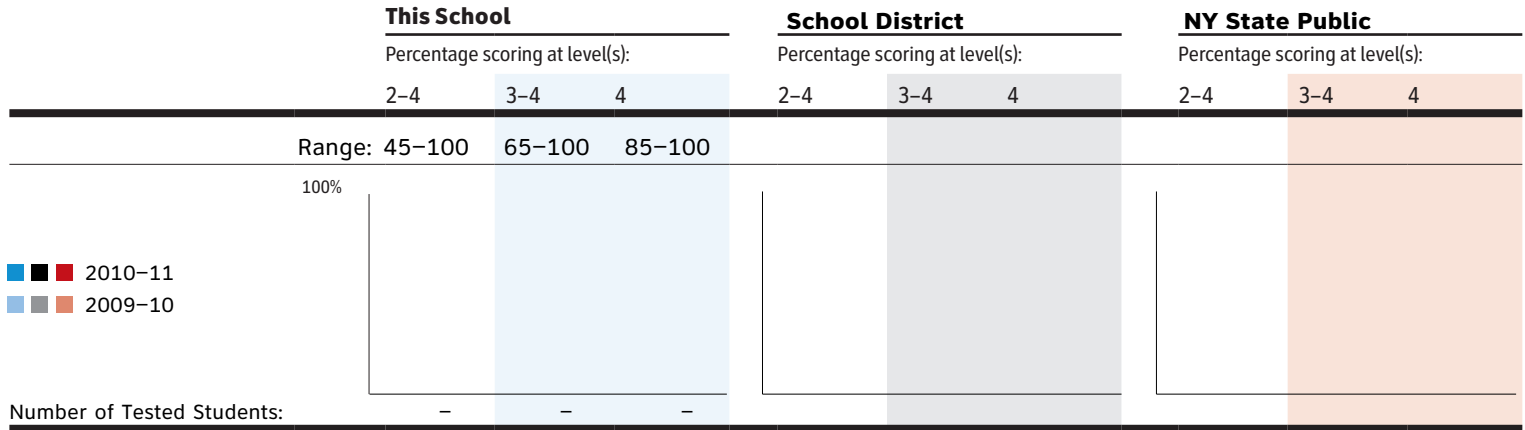 This School School District NY State Public
Percentage scoring at level(s): Percentage scoring at level(s): Percentage scoring at level(s):
2–4 3–4 4 2–4 3–4 4 2–4 3–4 4
Range: 45–100 65–100 85–100
100%
2010–11
2009–10
Number of Tested Students: – – –